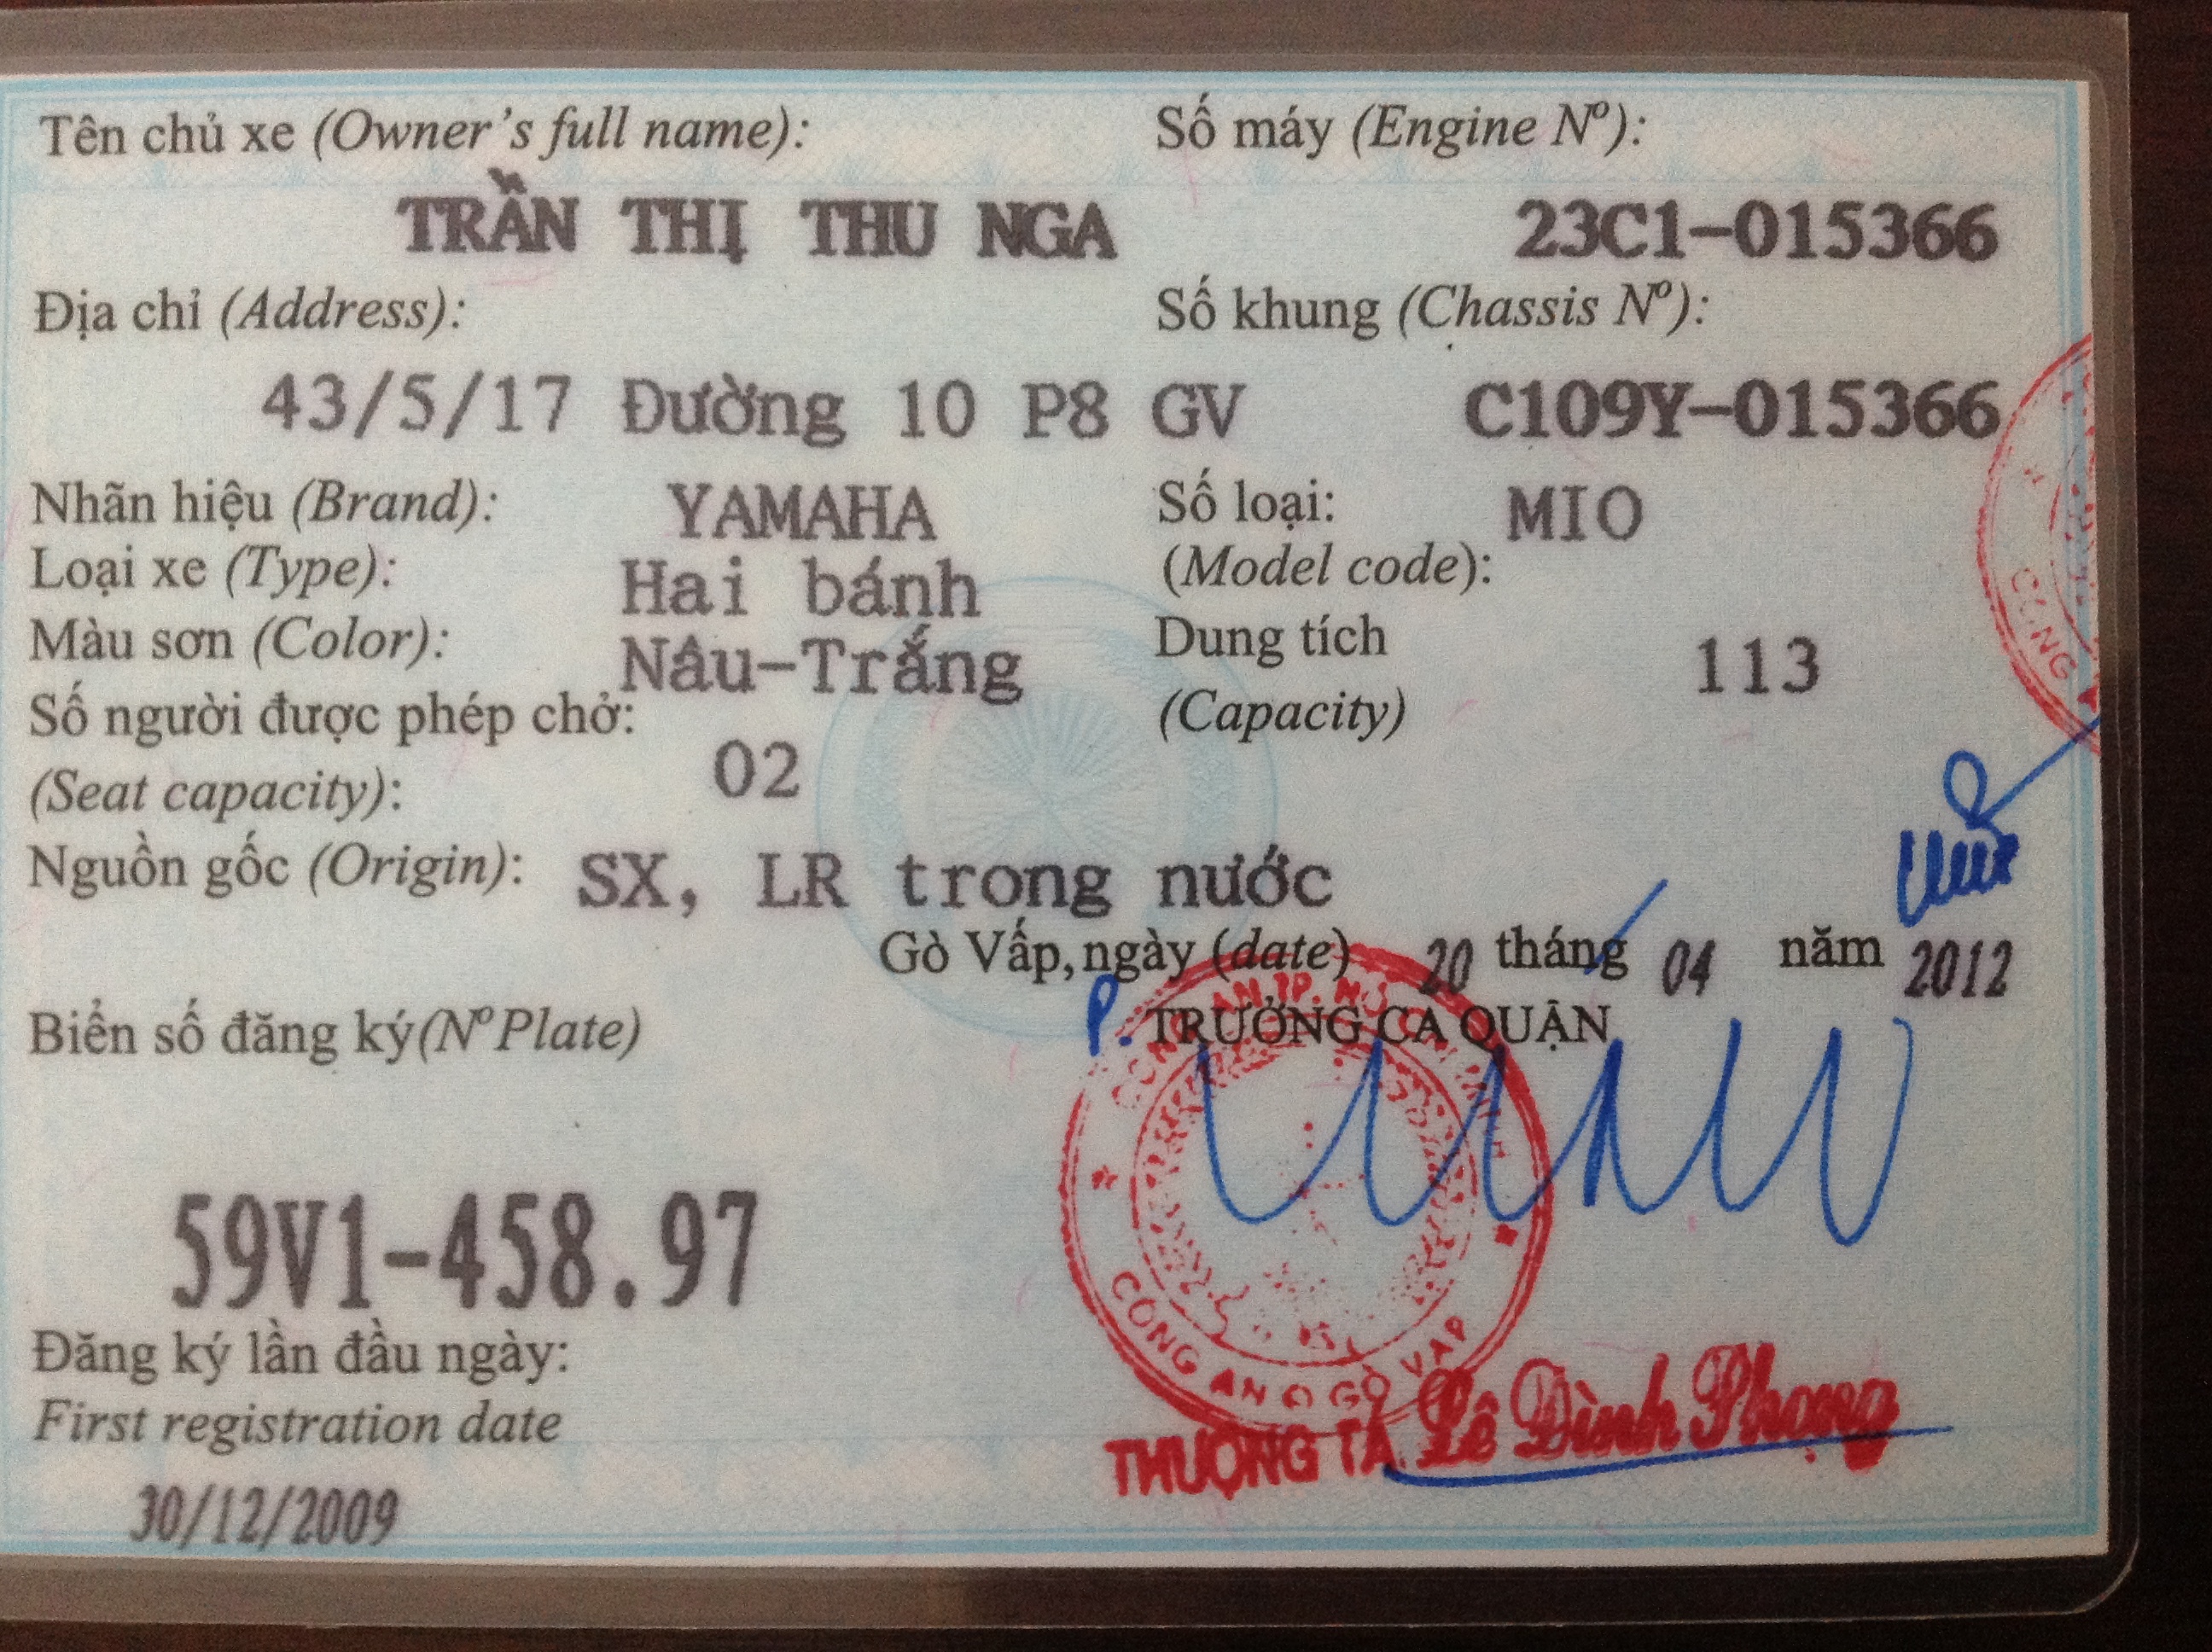 Tên chủ xe (Owner's full name):
TRẦN THỊ THU NGA
Số máy (Engine Nº):
23C1-015366
Địa chỉ (Address):
43/5/17 Đường 10 P8 GV
Số khung (Chassis Nº):
C109Y-015366
Nhãn hiệu (Brand): YAMAHA
Số loại: MIO
(Model code):
Loại xe (Type): Hai bánh
Màu sơn (Color): Nâu-Trắng
Dung tích 113
(Capacity)
Số người được phép chở: 02
(Seat capacity):
Nguồn gốc (Origin): SX, LR trong nước
Gò Vấp, ngày (date) 20 tháng 04 năm 2012
P. TRƯỞNG CA QUẬN
Biển số đăng ký(Nº Plate)
59V1-458.97
Đăng ký lần đầu ngày:
First registration date
30/12/2009
CÔNG AN Q GÒ VẤP
THƯỢNG TÁ Lê Đình Phọng